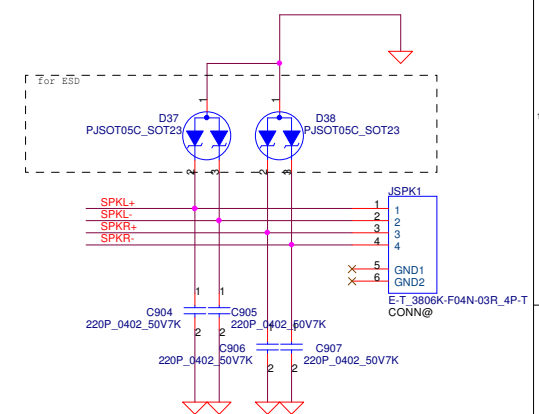 for ESD
1
1
D37
PJSOT05C_SOT23
D38
PJSOT05C_SOT23
2
3
2
3
JSPK1
SPKL+
1
1
SPKL-
2
2
SPKR+
3
3
SPKR-
4
4
5
GND1
6
GND2
E-T_3806K-F04N-03R_4P-T
CONN@
1
1
C904
C905
220P_0402_50V7K
220P_0402_50V7K
1
1
2
2
C906
C907
220P_0402_50V7K
220P_0402_50V7K
2
2